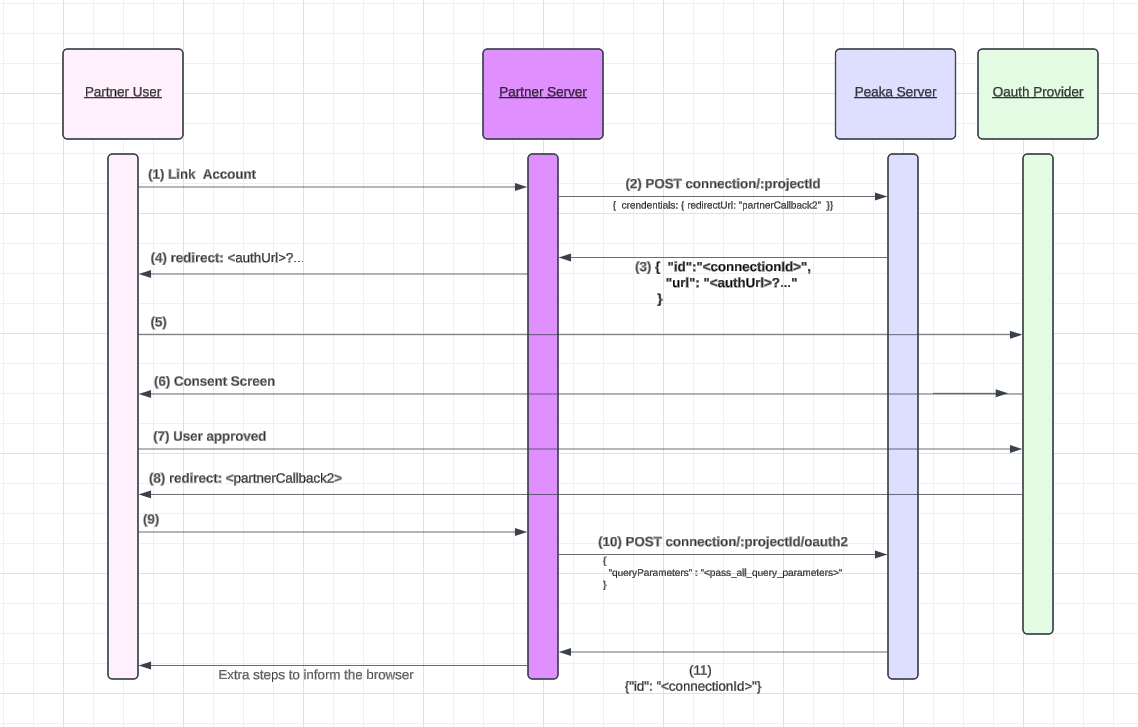 Partner User
Partner Server
Peaka Server
Oauth Provider
(1) Link  Account
(2) POST connection/:projectId
{  crendentials: { redirectUrl: "partnerCallback2"  }}
(4) redirect: <authUrl>?...
(3) {  "id":"<connectionId>",
"url": "<authUrl>?..."
}
(5)
(6) Consent Screen
(7) User approved
(8) redirect: <partnerCallback2>
(9)
(10) POST connection/:projectId/oauth2
{
"queryParameters" : "<pass_all_query_parameters>"
}
Extra steps to inform the browser
(11)
{"id": "<connectionId>"}